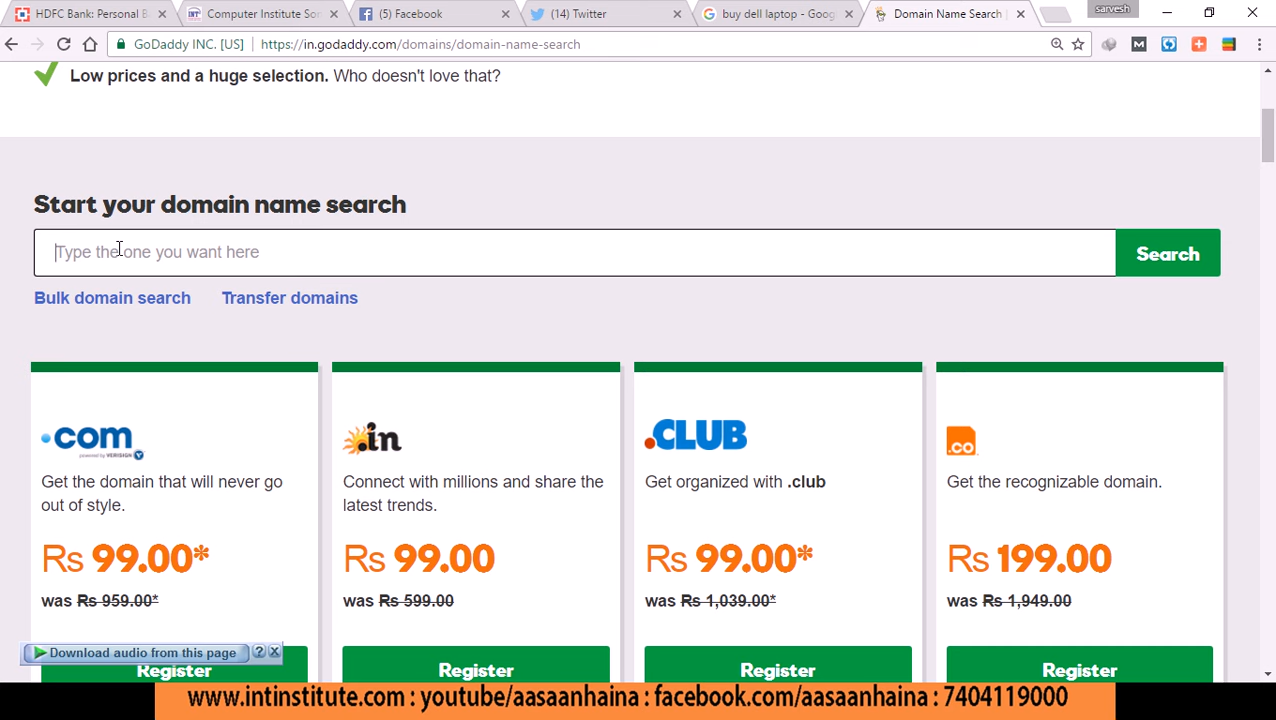 HDFC Bank: Personal B
Computer Institute Son
(5) Facebook
(14) Twitter
buy dell laptop - Goog
Domain Name Search
sarvesh
GoDaddy INC. [US]
https://in.godaddy.com/domains/domain-name-search
Low prices and a huge selection. Who doesn't love that?
Start your domain name search
Type the one you want here
Search
Bulk domain search
Transfer domains
.com
powered by VERISIGN
Get the domain that will never go
out of style.
Rs 99.00*
was Rs 959.00*
Register
.in
Connect with millions and share the
latest trends.
Rs 99.00
was Rs 599.00
Register
.CLUB
Get organized with .club
Rs 99.00*
was Rs 1,039.00*
Register
.co
Get the recognizable domain.
Rs 199.00
was Rs 1,949.00
Register
Download audio from this page
www.intinstitute.com : youtube/aasaanhaina : facebook.com/aasaanhaina : 7404119000